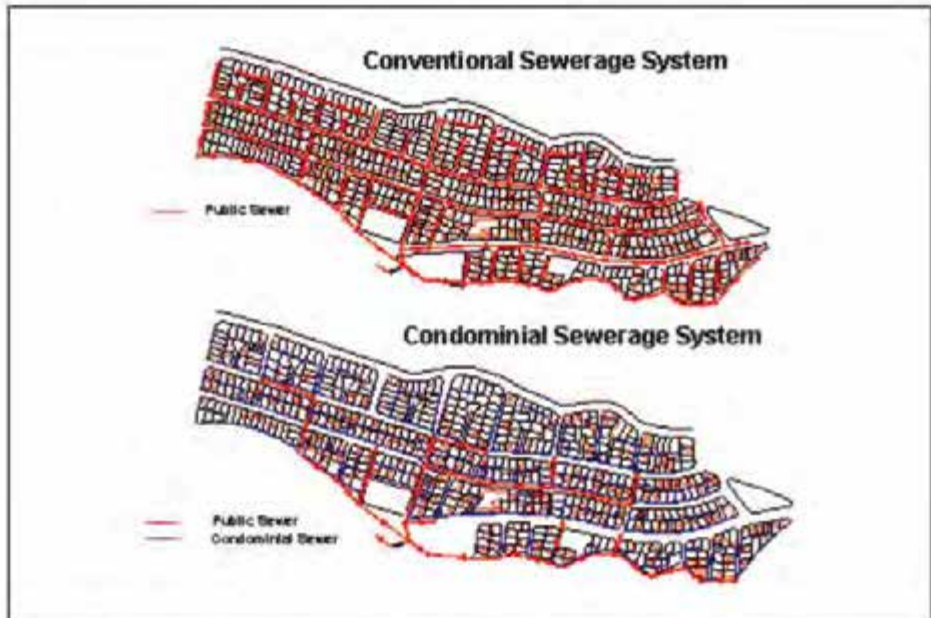 Conventional Sewerage System
Public Sewer
Condominial Sewerage System
Public Sewer
Condominial Sewer